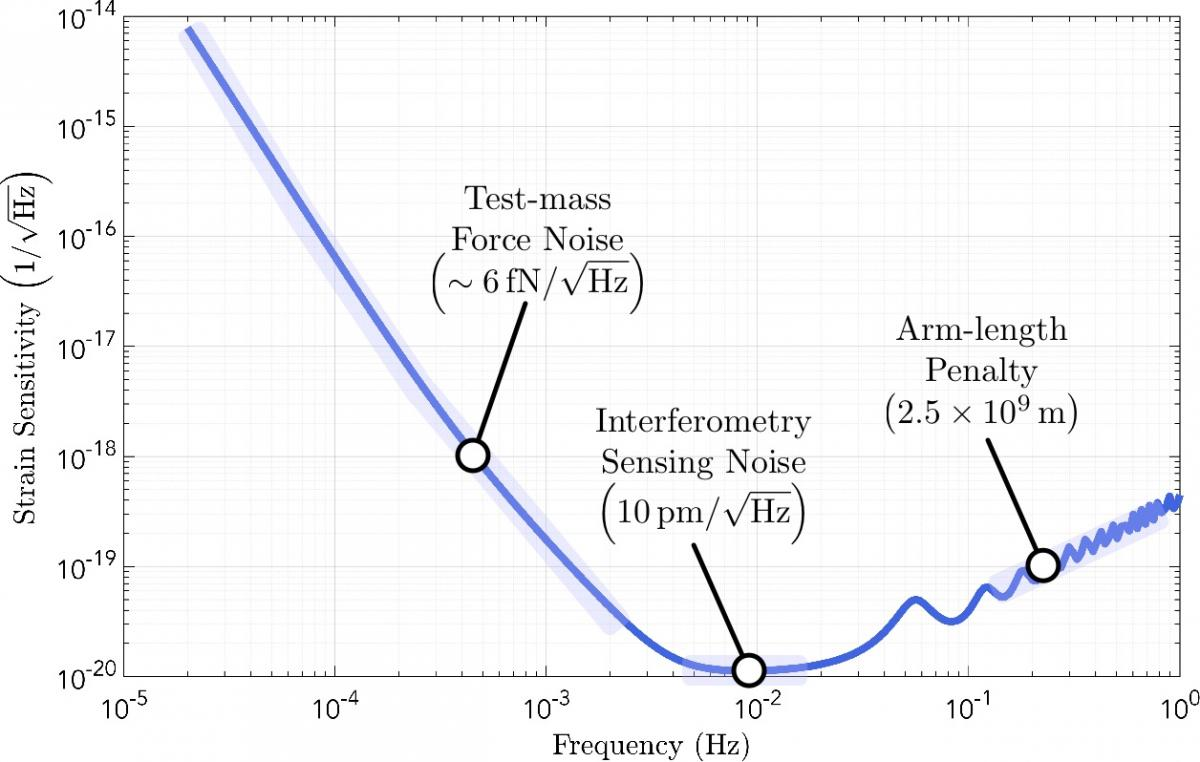 10^-14
10^-15
10^-16
10^-17
10^-18
10^-19
10^-20
Strain Sensitivity (1/√Hz)
Test-mass
Force Noise
(∼ 6 fN/√Hz)
Interferometry
Sensing Noise
(10 pm/√Hz)
Arm-length
Penalty
(2.5 × 10^9 m)
10^-5 10^-4 10^-3 10^-2 10^-1 10^0
Frequency (Hz)